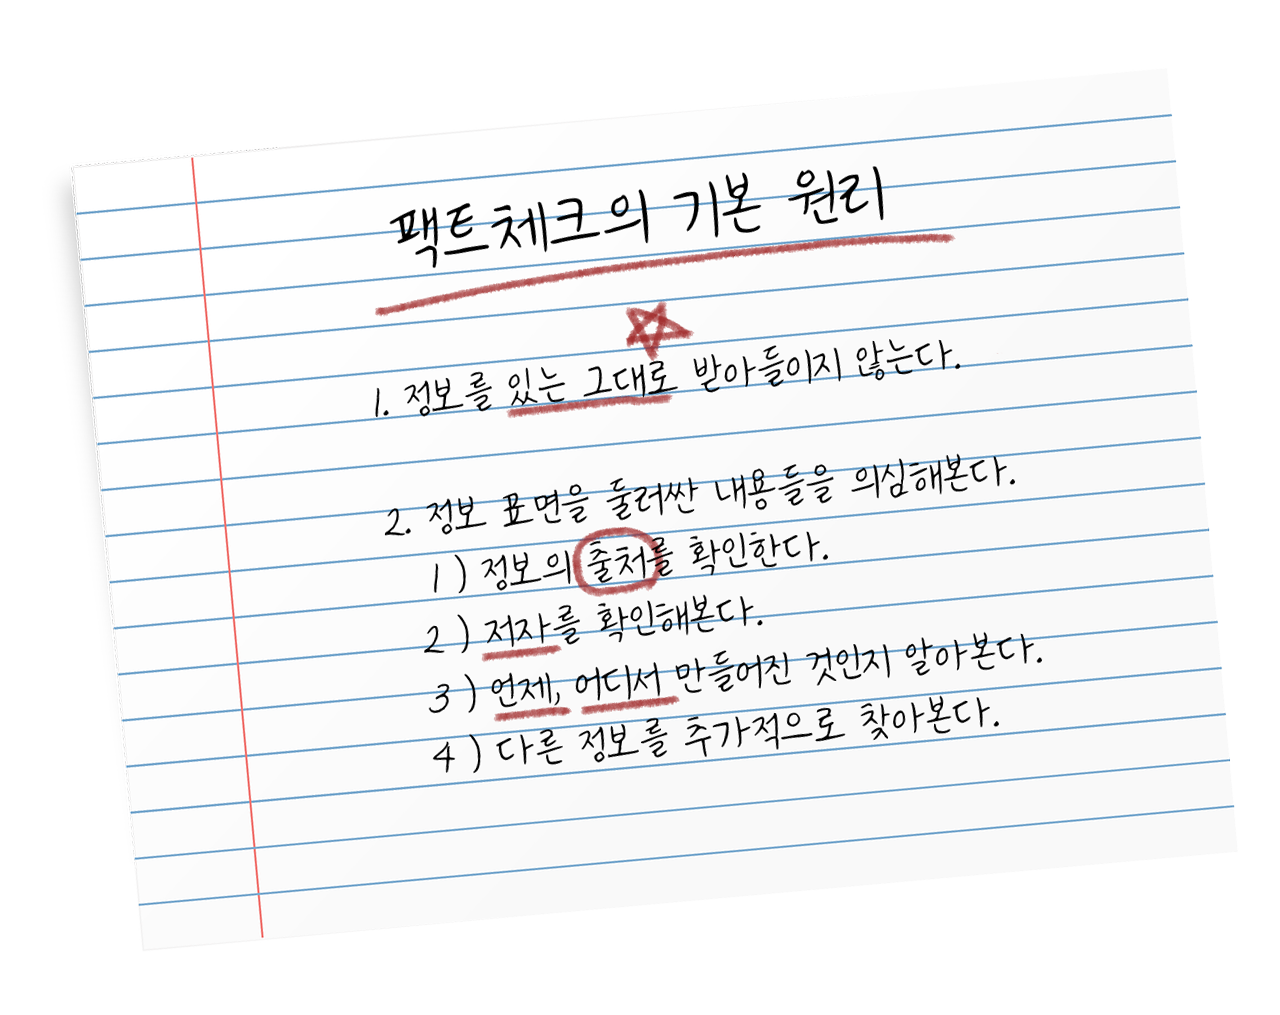 팩트체크의 기본 원리
1. 정보를 있는 그대로 받아들이지 않는다.
2. 정보 표면을 둘러싼 내용들을 의심해본다.
1) 정보의 출처를 확인한다.
2) 저자를 확인해본다.
3) 언제, 어디서 만들어진 것인지 알아본다.
4) 다른 정보를 추가적으로 찾아본다.